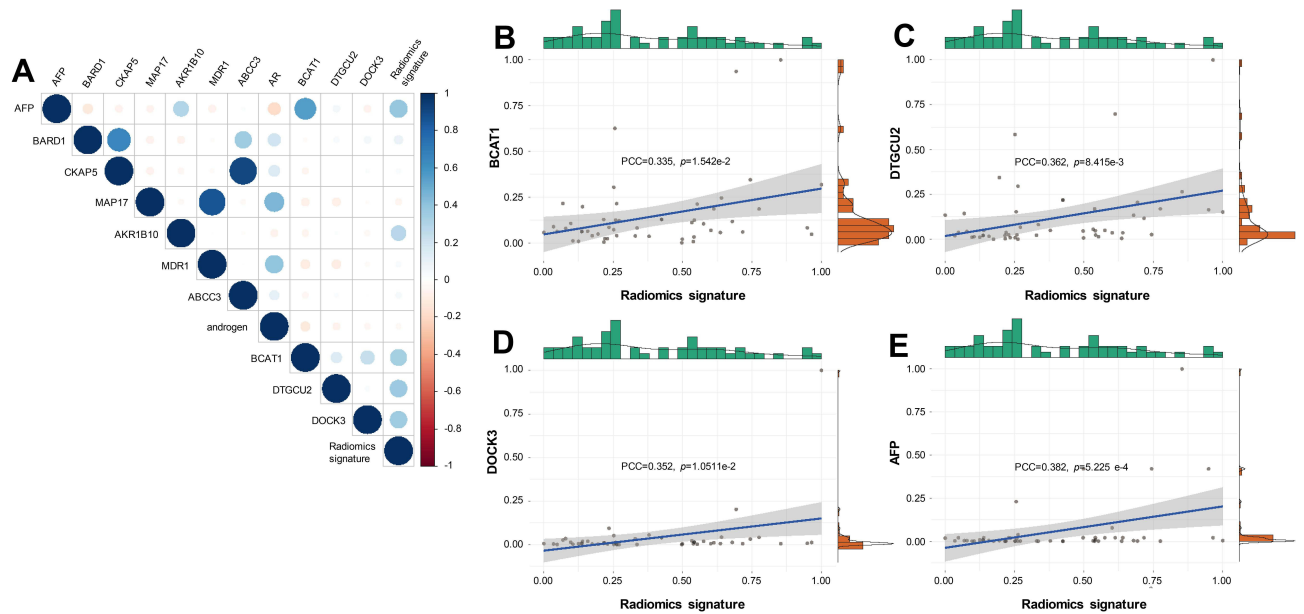 A
AFP
BARD1
CKAP5
MAP17
AKR1B10
MDR1
ABCC3
AR
BCAT1
DTGCU2
DOCK3
Radiomics
signature
AFP
BARD1
CKAP5
MAP17
AKR1B10
MDR1
ABCC3
androgen
BCAT1
DTGCU2
DOCK3
Radiomics
signature
1
0.8
0.6
0.4
0.2
0
-0.2
-0.4
-0.6
-0.8
-1
B
BCAT1
1.00
0.75
0.50
0.25
0.00
PCC=0.335, p=1.542e-2
0.00 0.25 0.50 0.75 1.00
Radiomics signature
C
DTGCU2
1.00
0.75
0.50
0.25
0.00
PCC=0.362, p=8.415e-3
0.00 0.25 0.50 0.75 1.00
Radiomics signature
D
DOCK3
1.00
0.75
0.50
0.25
0.00
PCC=0.352, p=1.0511e-2
0.00 0.25 0.50 0.75 1.00
Radiomics signature
E
AFP
1.00
0.75
0.50
0.25
0.00
PCC=0.382, p=5.225 e-4
0.00 0.25 0.50 0.75 1.00
Radiomics signature